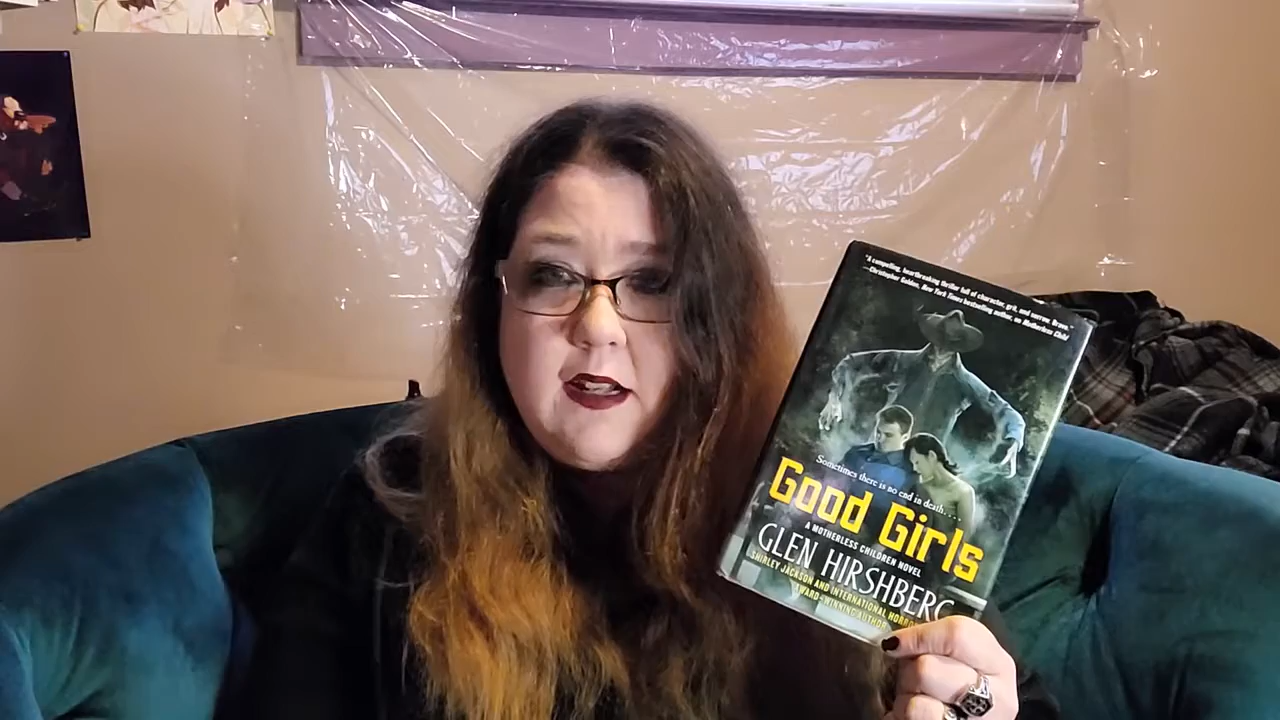 "A compelling, heartbreaking thriller full of character, grit, and sorrow. Bravo."
—Christopher Golden, New York Times bestselling author, on Motherless Child
Sometimes there is no end in death. . . .
Good Girls
A MOTHERLESS CHILDREN NOVEL
GLEN HIRSHBERG
SHIRLEY JACKSON AND INTERNATIONAL
AWARD-WINNING AUTHOR